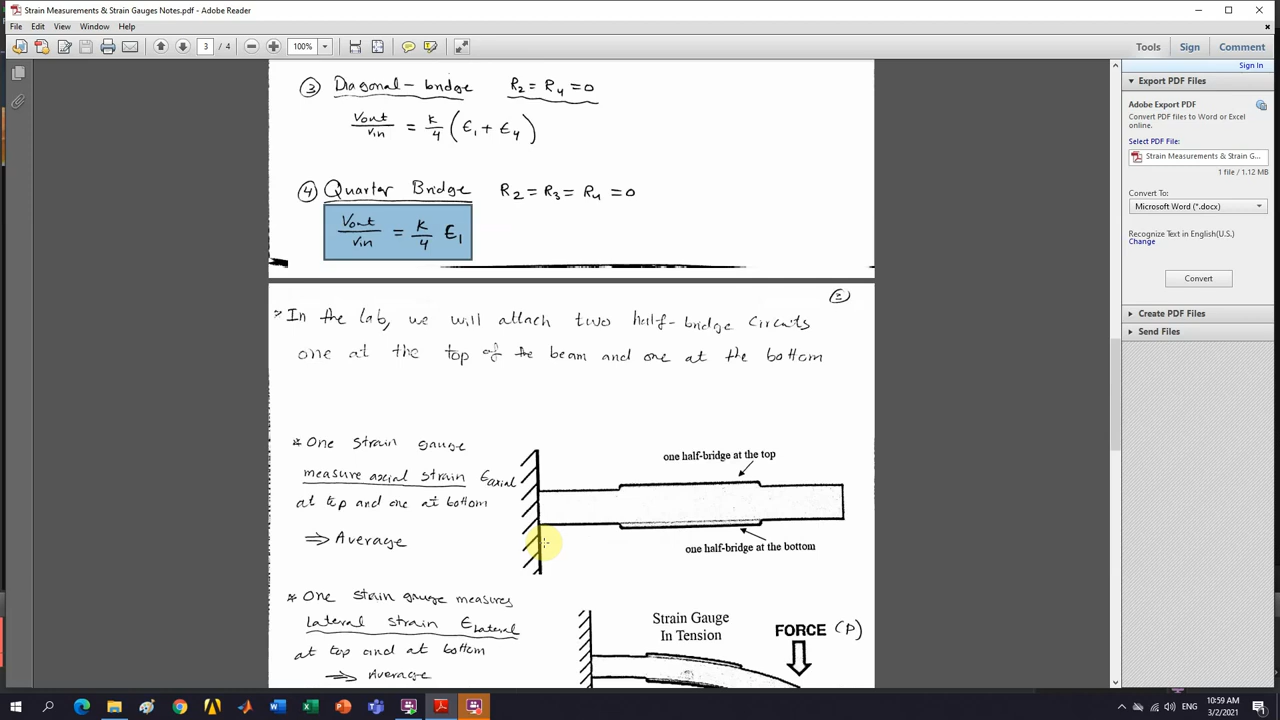 Strain Measurements & Strain Gauges Notes.pdf - Adobe Reader
File Edit View Window Help
3 / 4 100% Tools Sign Comment
Sign In
Export PDF Files
Adobe Export PDF
Convert PDF files to Word or Excel online.
Select PDF File:
Strain Measurements & Strain G...
1 file / 1.12 MB
Convert To:
Microsoft Word (*.docx)
Recognize Text in English(U.S.)
Change
Convert
Create PDF Files
Send Files
③ Diagonal-bridge R2 = R4 = 0
Vout/Vin = K/4 (ϵ1 + ϵ4)
④ Quarter Bridge R2 = R3 = R4 = 0
Vout/Vin = K/4 ϵ1
In the lab, we will attach two half-bridge circuits
one at the top of the beam and one at the bottom
* One strain gauge
measure axial strain ϵaxial
at top and one at bottom
⇒ Average
one half-bridge at the top
one half-bridge at the bottom
* One strain gauge measures
lateral strain ϵlateral
at top and at bottom
⇒ Average
Strain Gauge
In Tension
FORCE (P)
10:59 AM
3/2/2021